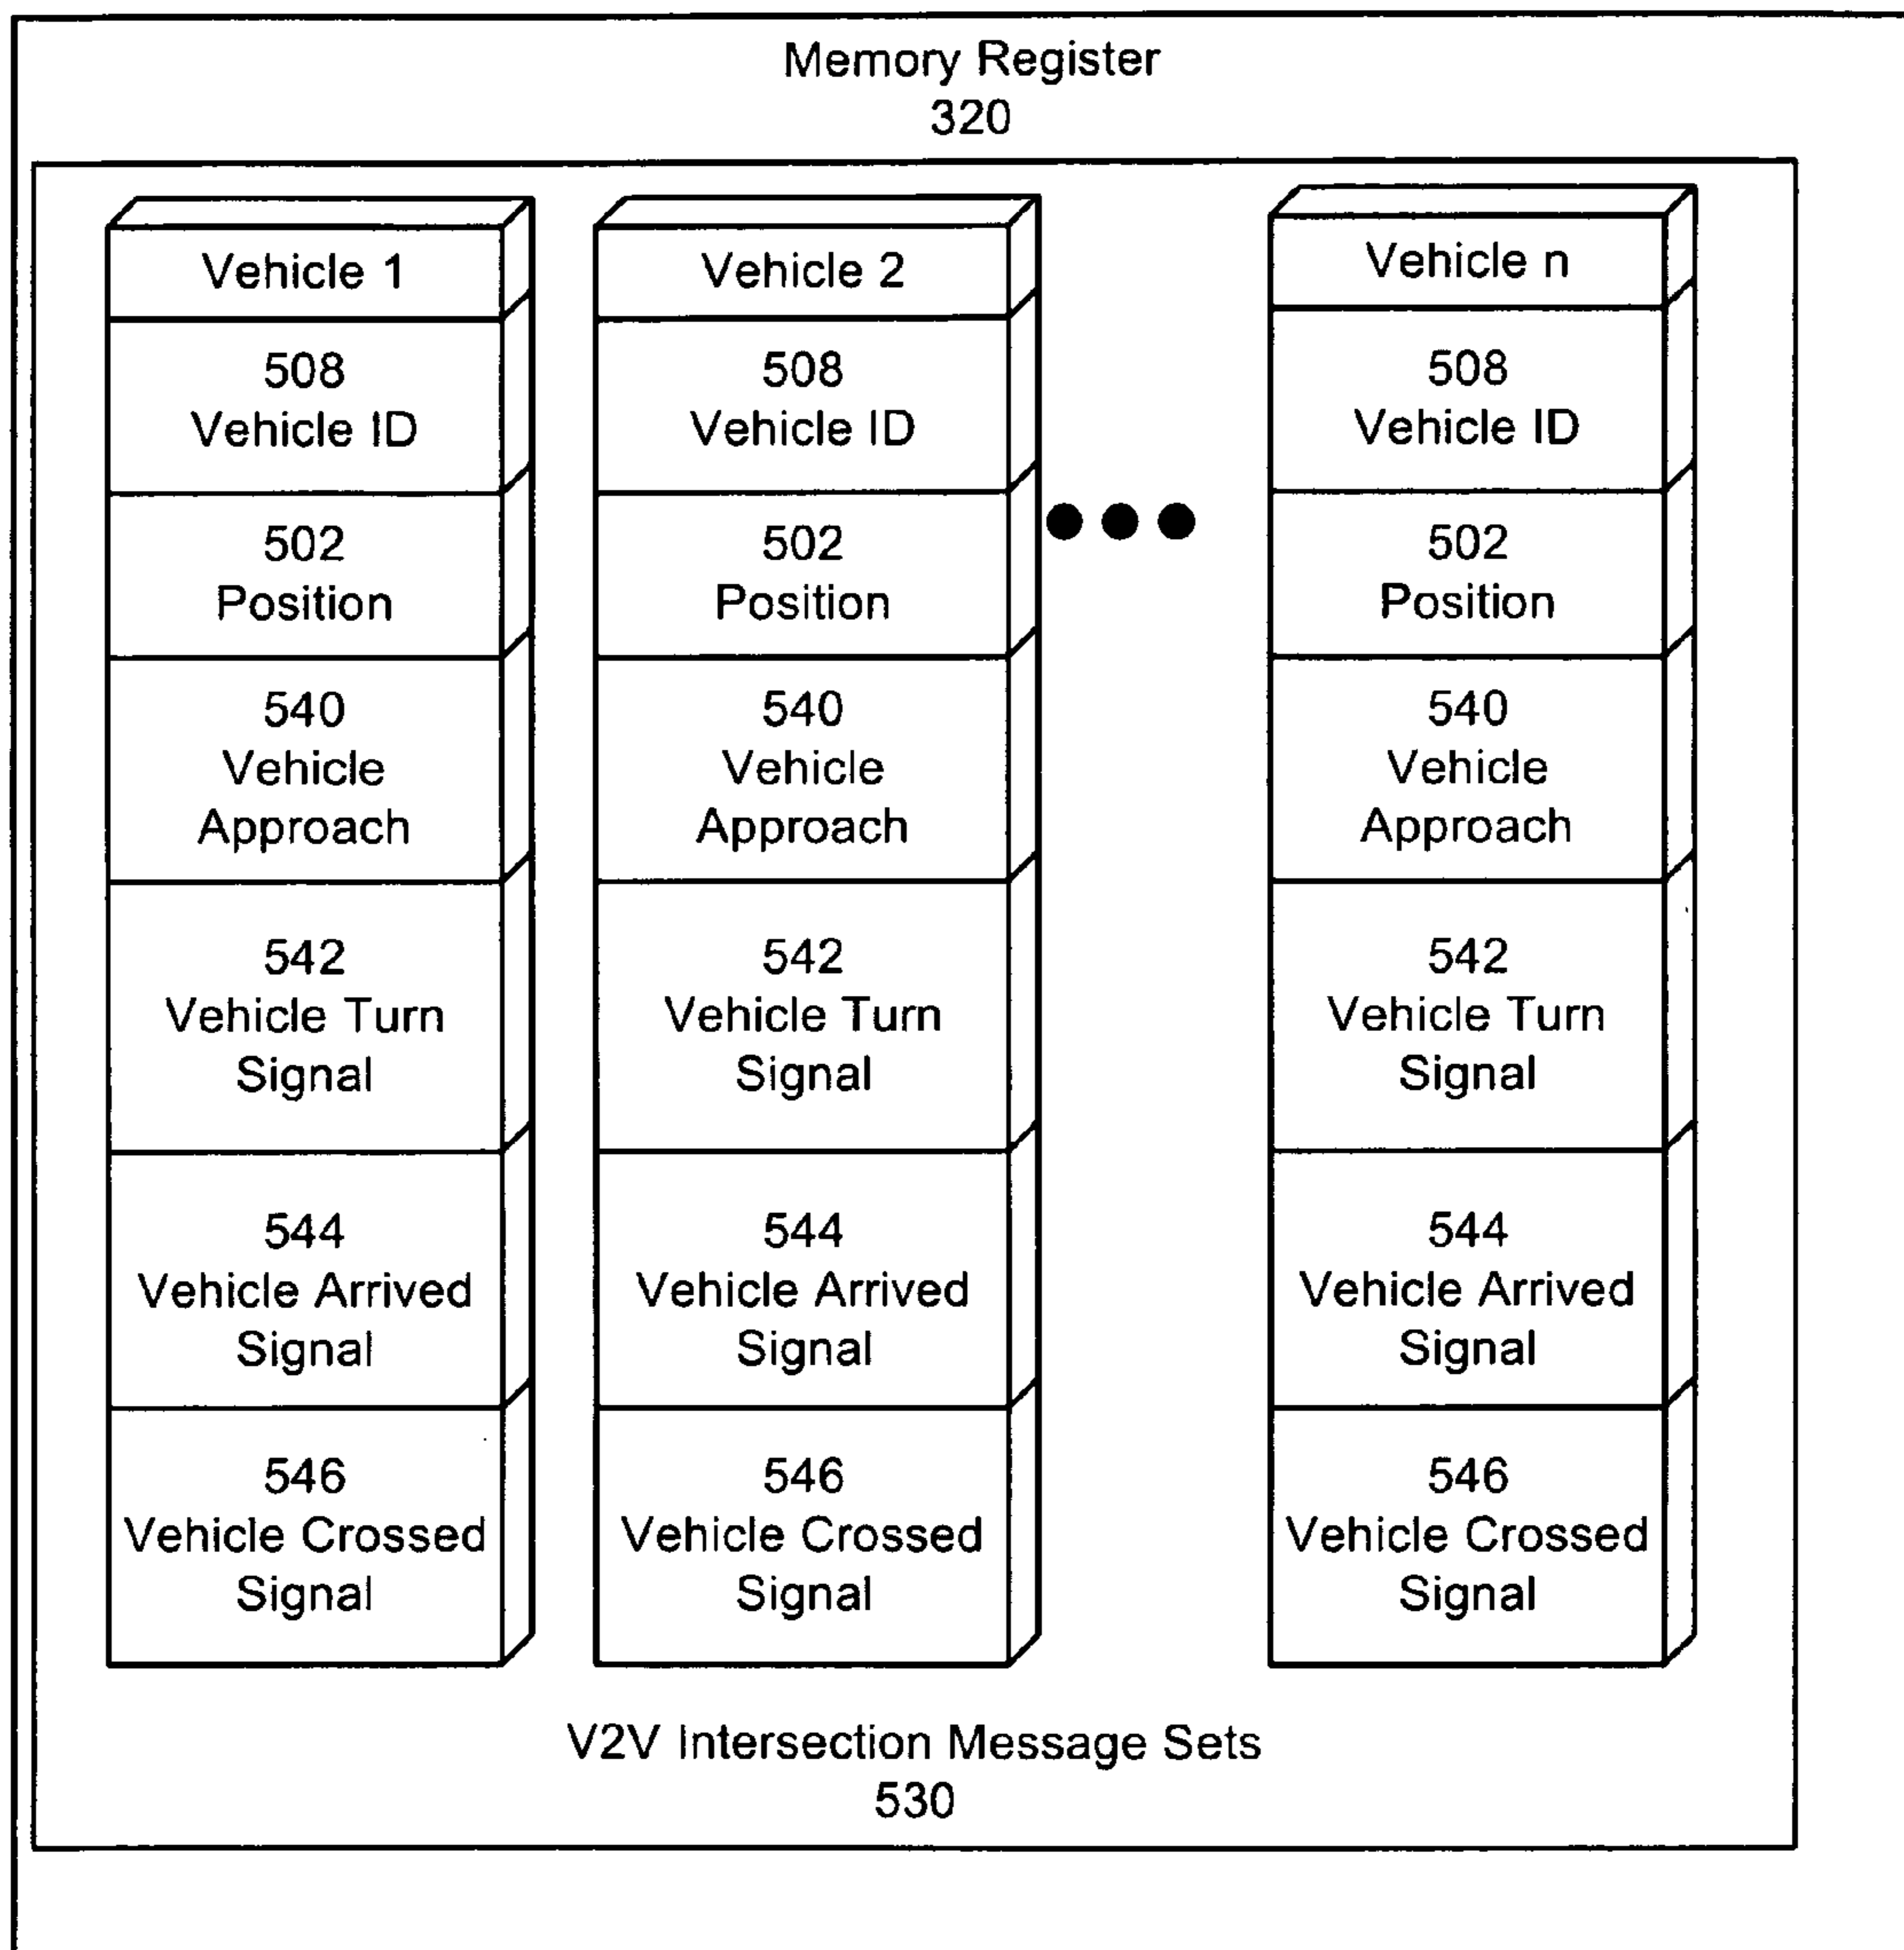 Memory Register
320
Vehicle 1
508
Vehicle ID
502
Position
540
Vehicle
Approach
542
Vehicle Turn
Signal
544
Vehicle Arrived
Signal
546
Vehicle Crossed
Signal
Vehicle 2
508
Vehicle ID
502
Position
540
Vehicle
Approach
542
Vehicle Turn
Signal
544
Vehicle Arrived
Signal
546
Vehicle Crossed
Signal
Vehicle n
508
Vehicle ID
502
Position
540
Vehicle
Approach
542
Vehicle Turn
Signal
544
Vehicle Arrived
Signal
546
Vehicle Crossed
Signal
V2V Intersection Message Sets
530